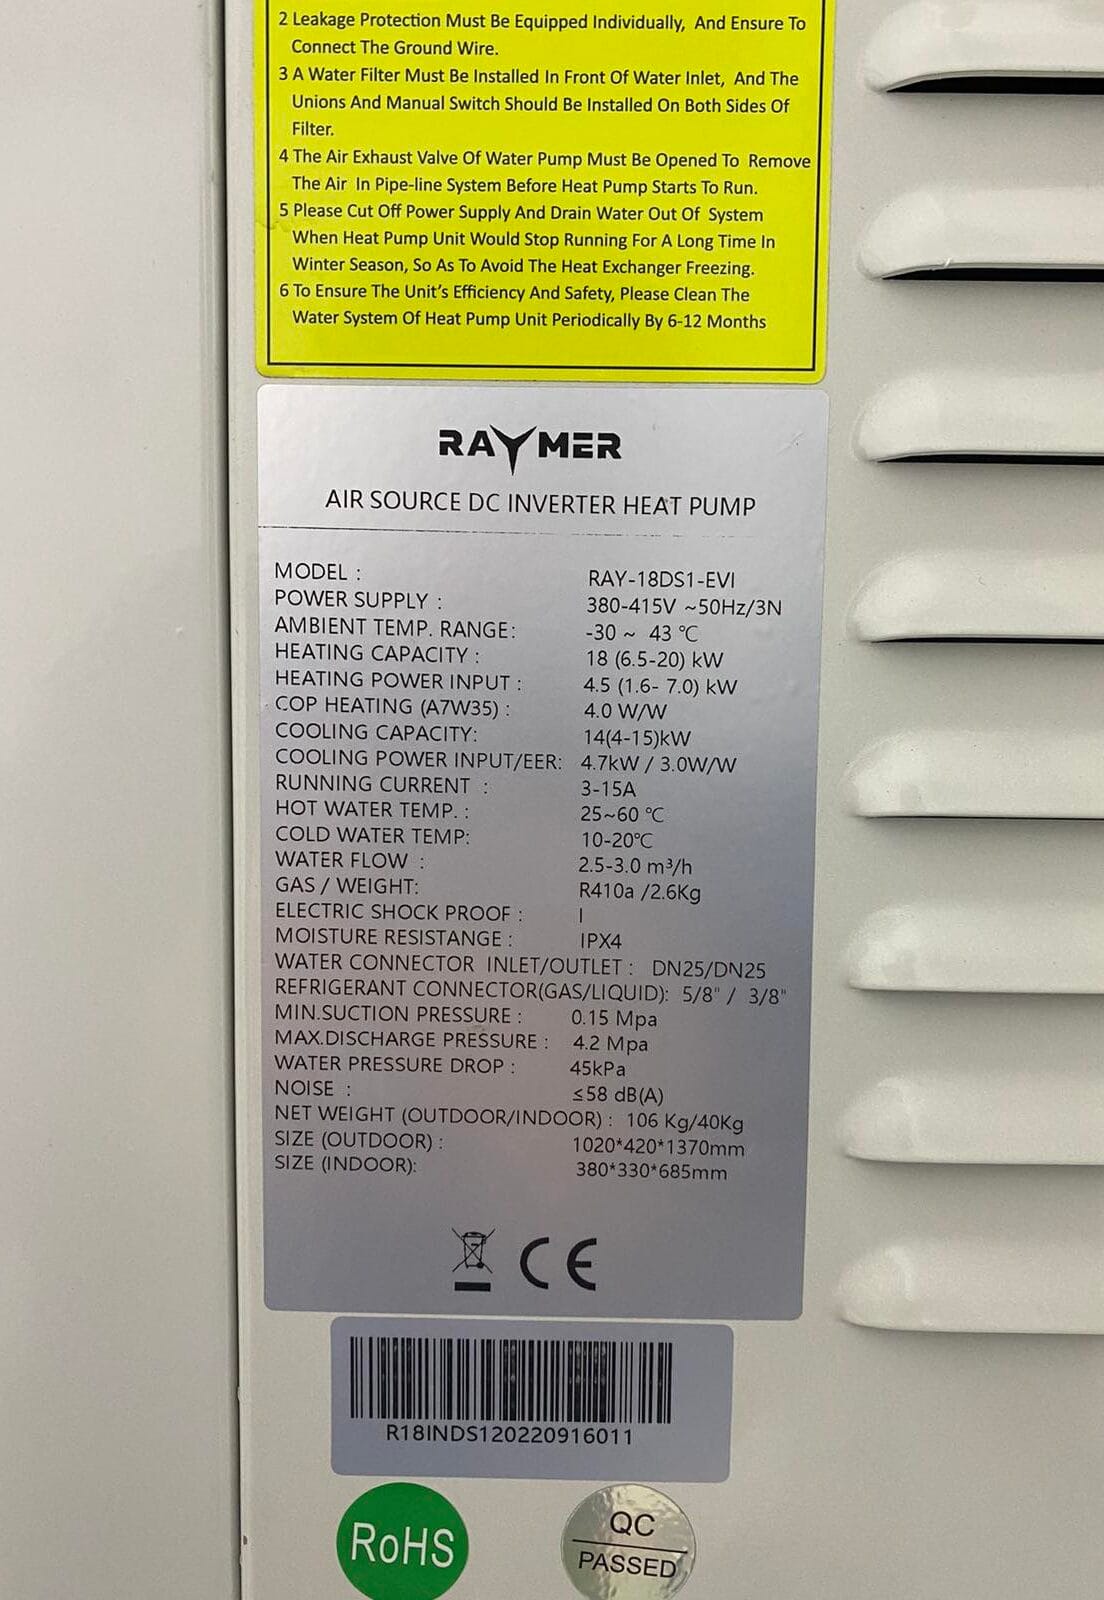 2 Leakage Protection Must Be Equipped Individually, And Ensure To
Connect The Ground Wire.
3 A Water Filter Must Be Installed In Front Of Water Inlet, And The
Unions And Manual Switch Should Be Installed On Both Sides Of
Filter.
4 The Air Exhaust Valve Of Water Pump Must Be Opened To Remove
The Air In Pipe-line System Before Heat Pump Starts To Run.
5 Please Cut Off Power Supply And Drain Water Out Of System
When Heat Pump Unit Would Stop Running For A Long Time In
Winter Season, So As To Avoid The Heat Exchanger Freezing.
6 To Ensure The Unit's Efficiency And Safety, Please Clean The
Water System Of Heat Pump Unit Periodically By 6-12 Months
RAYMER
AIR SOURCE DC INVERTER HEAT PUMP
MODEL : RAY-18DS1-EVI
POWER SUPPLY : 380-415V ~50Hz/3N
AMBIENT TEMP. RANGE: -30 ~ 43 ℃
HEATING CAPACITY : 18 (6.5-20) kW
HEATING POWER INPUT : 4.5 (1.6- 7.0) kW
COP HEATING (A7W35) : 4.0 W/W
COOLING CAPACITY: 14(4-15)kW
COOLING POWER INPUT/EER: 4.7kW / 3.0W/W
RUNNING CURRENT : 3-15A
HOT WATER TEMP. : 25~60 ℃
COLD WATER TEMP: 10-20℃
WATER FLOW : 2.5-3.0 m³/h
GAS / WEIGHT: R410a /2.6Kg
ELECTRIC SHOCK PROOF : I
MOISTURE RESISTANGE : IPX4
WATER CONNECTOR INLET/OUTLET : DN25/DN25
REFRIGERANT CONNECTOR(GAS/LIQUID): 5/8" / 3/8"
MIN.SUCTION PRESSURE : 0.15 Mpa
MAX.DISCHARGE PRESSURE : 4.2 Mpa
WATER PRESSURE DROP : 45kPa
NOISE : ≤58 dB(A)
NET WEIGHT (OUTDOOR/INDOOR) : 106 Kg/40Kg
SIZE (OUTDOOR) : 1020*420*1370mm
SIZE (INDOOR): 380*330*685mm
CE
R18INDS120220916011
RoHS
QC
PASSED